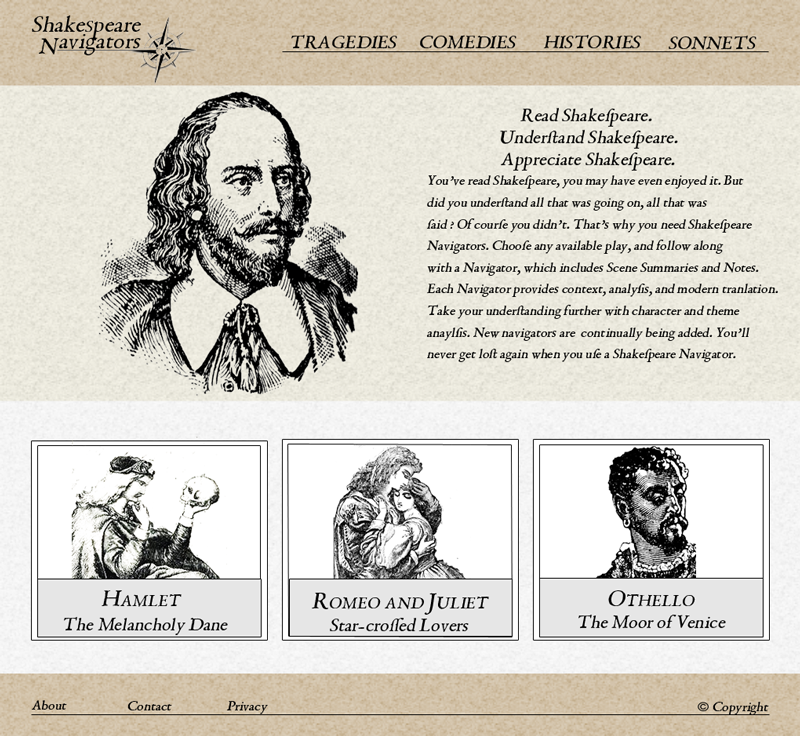 Shakespeare
Navigators
TRAGEDIES COMEDIES HISTORIES SONNETS
Read Shakeſpeare.
Underſtand Shakeſpeare.
Appreciate Shakeſpeare.
You've read Shakeſpeare, you may have even enjoyed it. But
did you underſtand all that was going on, all that was
ſaid ? Of courſe you didn't. That's why you need Shakeſpeare
Navigators. Chooſe any available play, and follow along
with a Navigator, which includes Scene Summaries and Notes.
Each Navigator provides context, analyſis, and modern tranlation.
Take your underſtanding further with character and theme
anaylſis. New navigators are continually being added. You'll
never get loſt again when you uſe a Shakeſpeare Navigator.
HAMLET
The Melancholy Dane
ROMEO AND JULIET
Star-croſſed Lovers
OTHELLO
The Moor of Venice
About Contact Privacy © Copyright